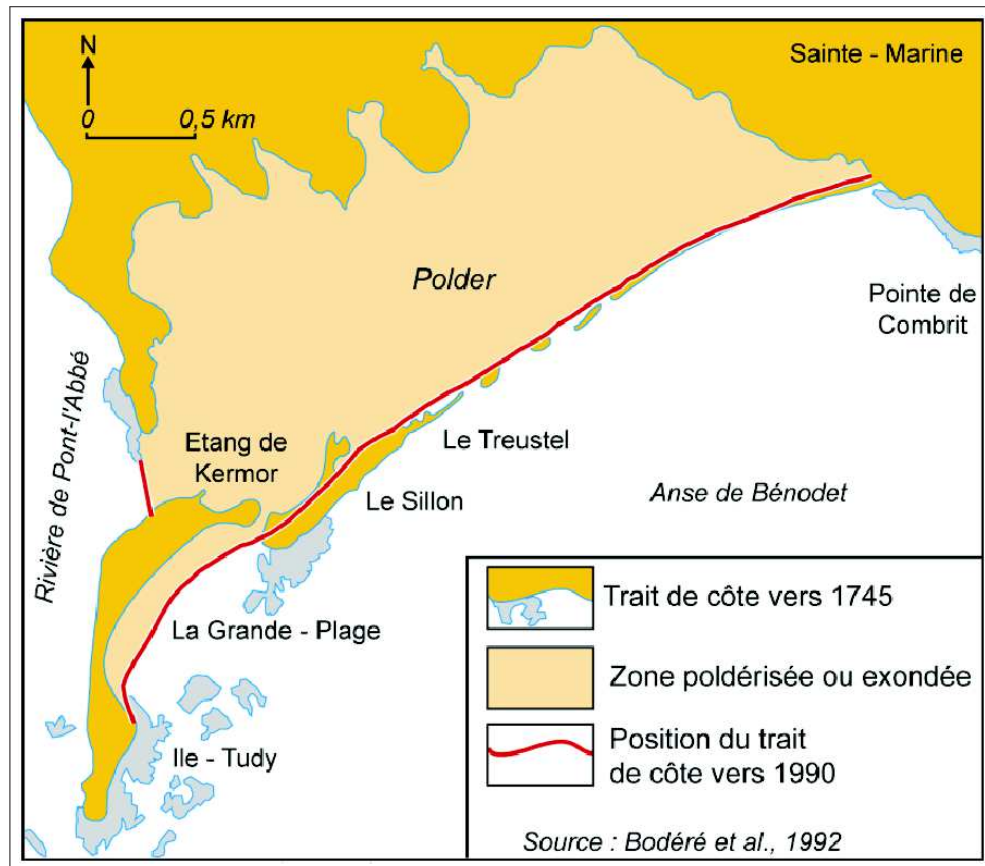 N
0 0,5 km
Sainte - Marine
Polder
Pointe de
Combrit
Rivière de Pont-l'Abbé
Etang de
Kermor
Le Treustel
Le Sillon
Anse de Bénodet
La Grande - Plage
Ile - Tudy
Trait de côte vers 1745
Zone poldérisée ou exondée
Position du trait
de côte vers 1990
Source : Bodéré et al., 1992